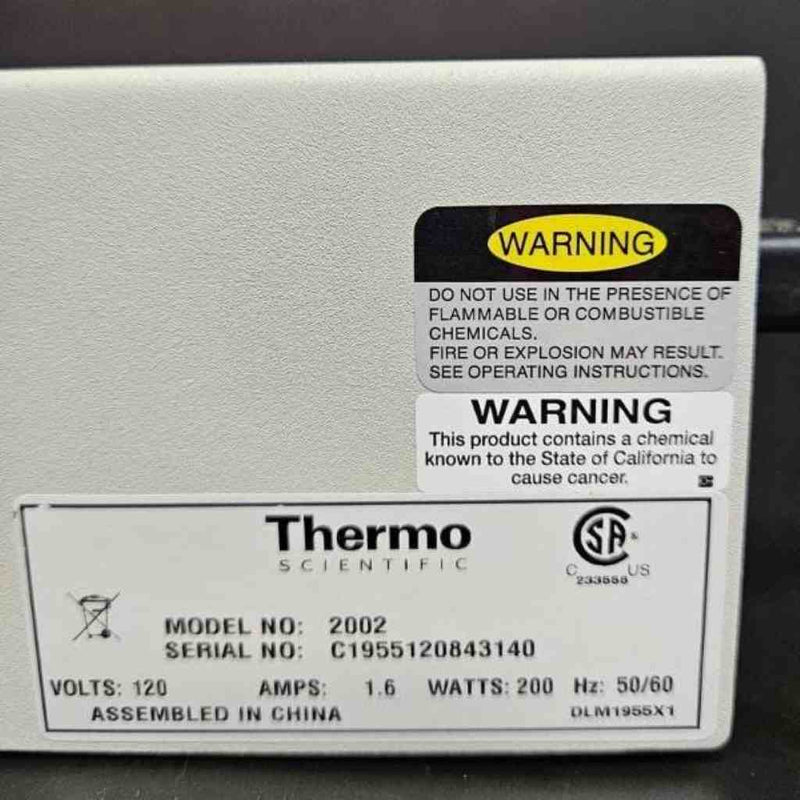 WARNING
DO NOT USE IN THE PRESENCE OF
FLAMMABLE OR COMBUSTIBLE
CHEMICALS.
FIRE OR EXPLOSION MAY RESULT.
SEE OPERATING INSTRUCTIONS.
WARNING
This product contains a chemical
known to the State of California to
cause cancer.
Thermo
SCIENTIFIC
SA &
C US
MODEL NO: 2002
SERIAL NO: C1955120843140
VOLTS: 120 AMPS: 1.6 WATTS: 200 Hz: 50/60
ASSEMBLED IN CHINA DLM1955X1